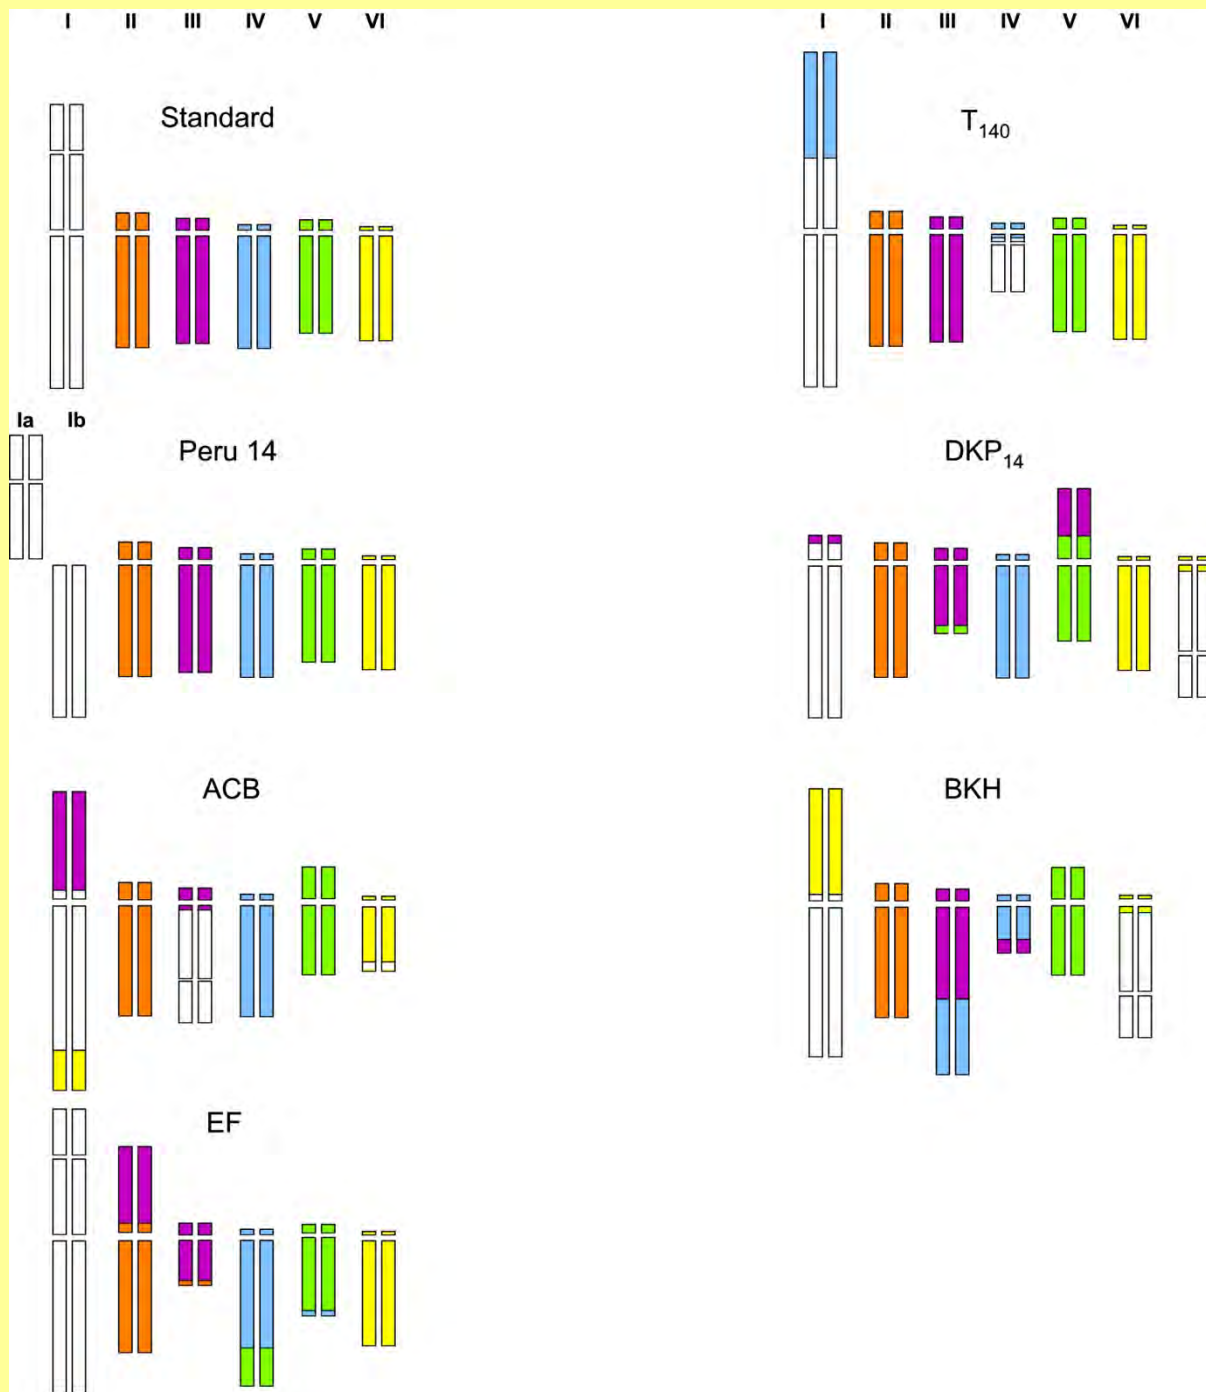 I II III IV V VI
I II III IV V VI
Standard
T140
Ia Ib
Peru 14
DKP14
ACB
BKH
EF